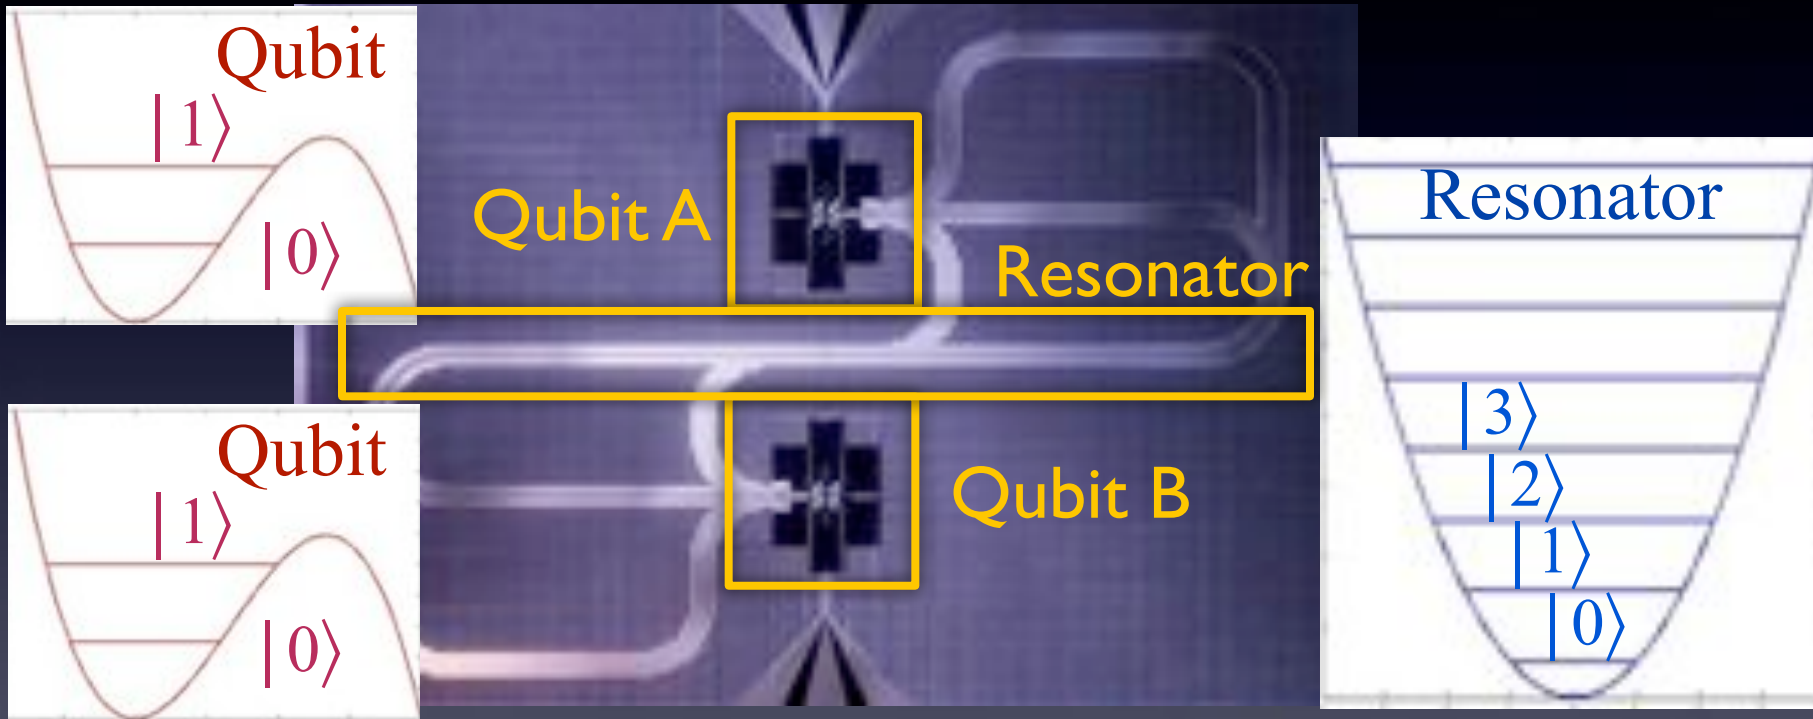 Qubit
|1⟩
|0⟩
Qubit A
Resonator
Resonator
|3⟩
|2⟩
|1⟩
|0⟩
Qubit
|1⟩
|0⟩
Qubit B